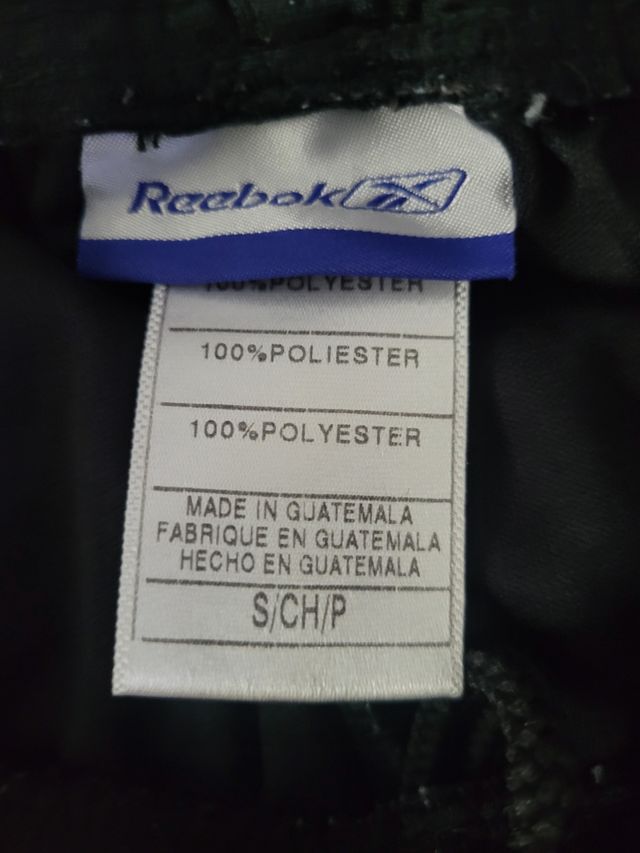 Reebok
100%POLYESTER
100%POLIESTER
100%POLYESTER
MADE IN GUATEMALA
FABRIQUE EN GUATEMALA
HECHO EN GUATEMALA
S/CH/P